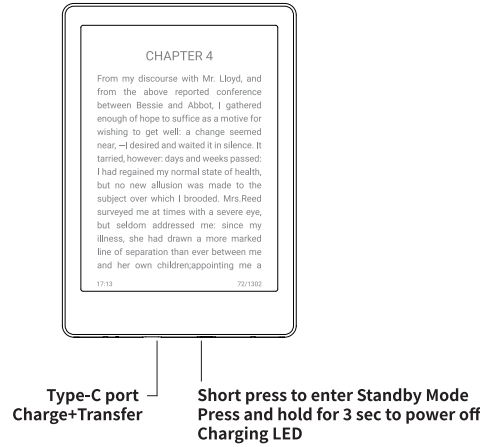 CHAPTER 4
From my discourse with Mr. Lloyd, and
from the above reported conference
between Bessie and Abbot, I gathered
enough of hope to suffice as a motive for
wishing to get well: a change seemed
near, —I desired and waited it in silence. It
tarried, however: days and weeks passed:
I had regained my normal state of health,
but no new allusion was made to the
subject over which I brooded. Mrs.Reed
surveyed me at times with a severe eye,
but seldom addressed me: since my
illness, she had drawn a more marked
line of separation than ever between me
and her own children;appointing me a
17:13 72/1302
Type-C port
Charge+Transfer
Short press to enter Standby Mode
Press and hold for 3 sec to power off
Charging LED